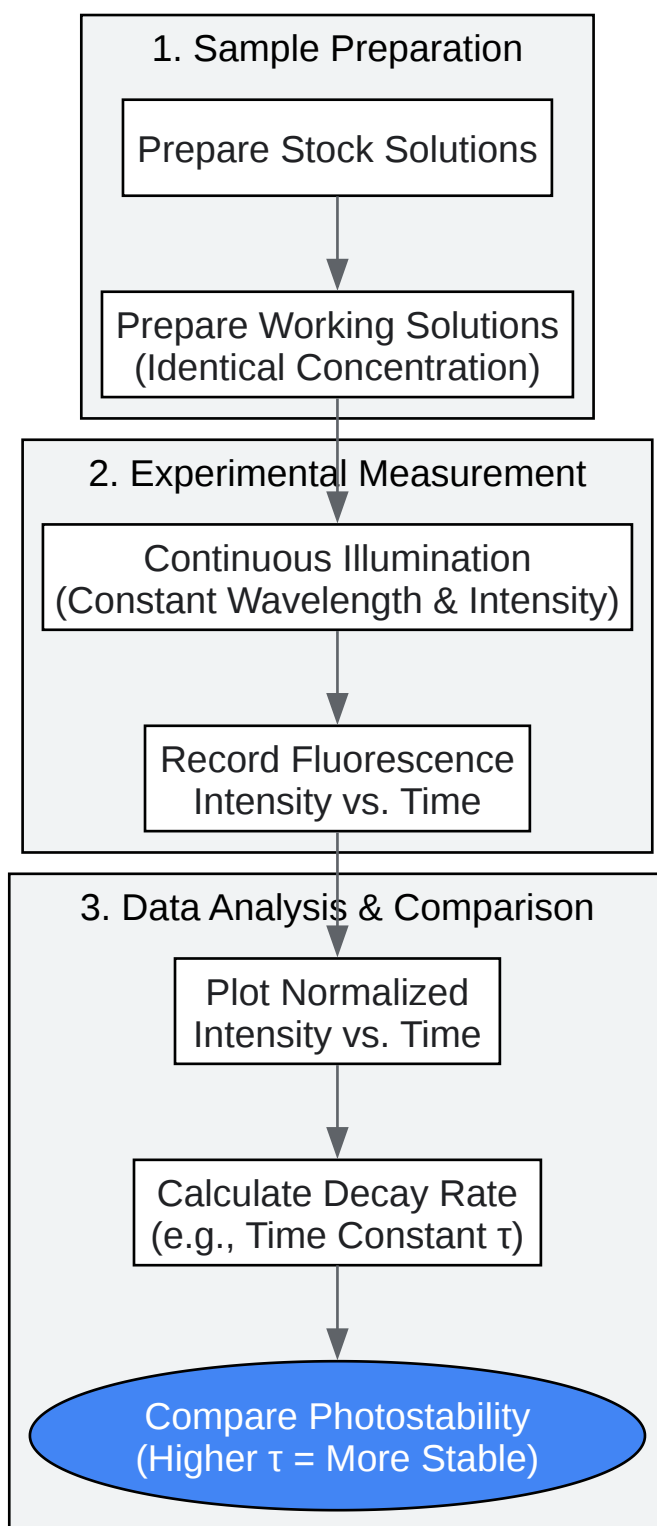 1. Sample Preparation
Prepare Stock Solutions
Prepare Working Solutions
(Identical Concentration)
2. Experimental Measurement
Continuous Illumination
(Constant Wavelength & Intensity)
Record Fluorescence
Intensity vs. Time
3. Data Analysis & Comparison
Plot Normalized
Intensity vs. Time
Calculate Decay Rate
(e.g., Time Constant τ)
Compare Photostability
(Higher τ = More Stable)